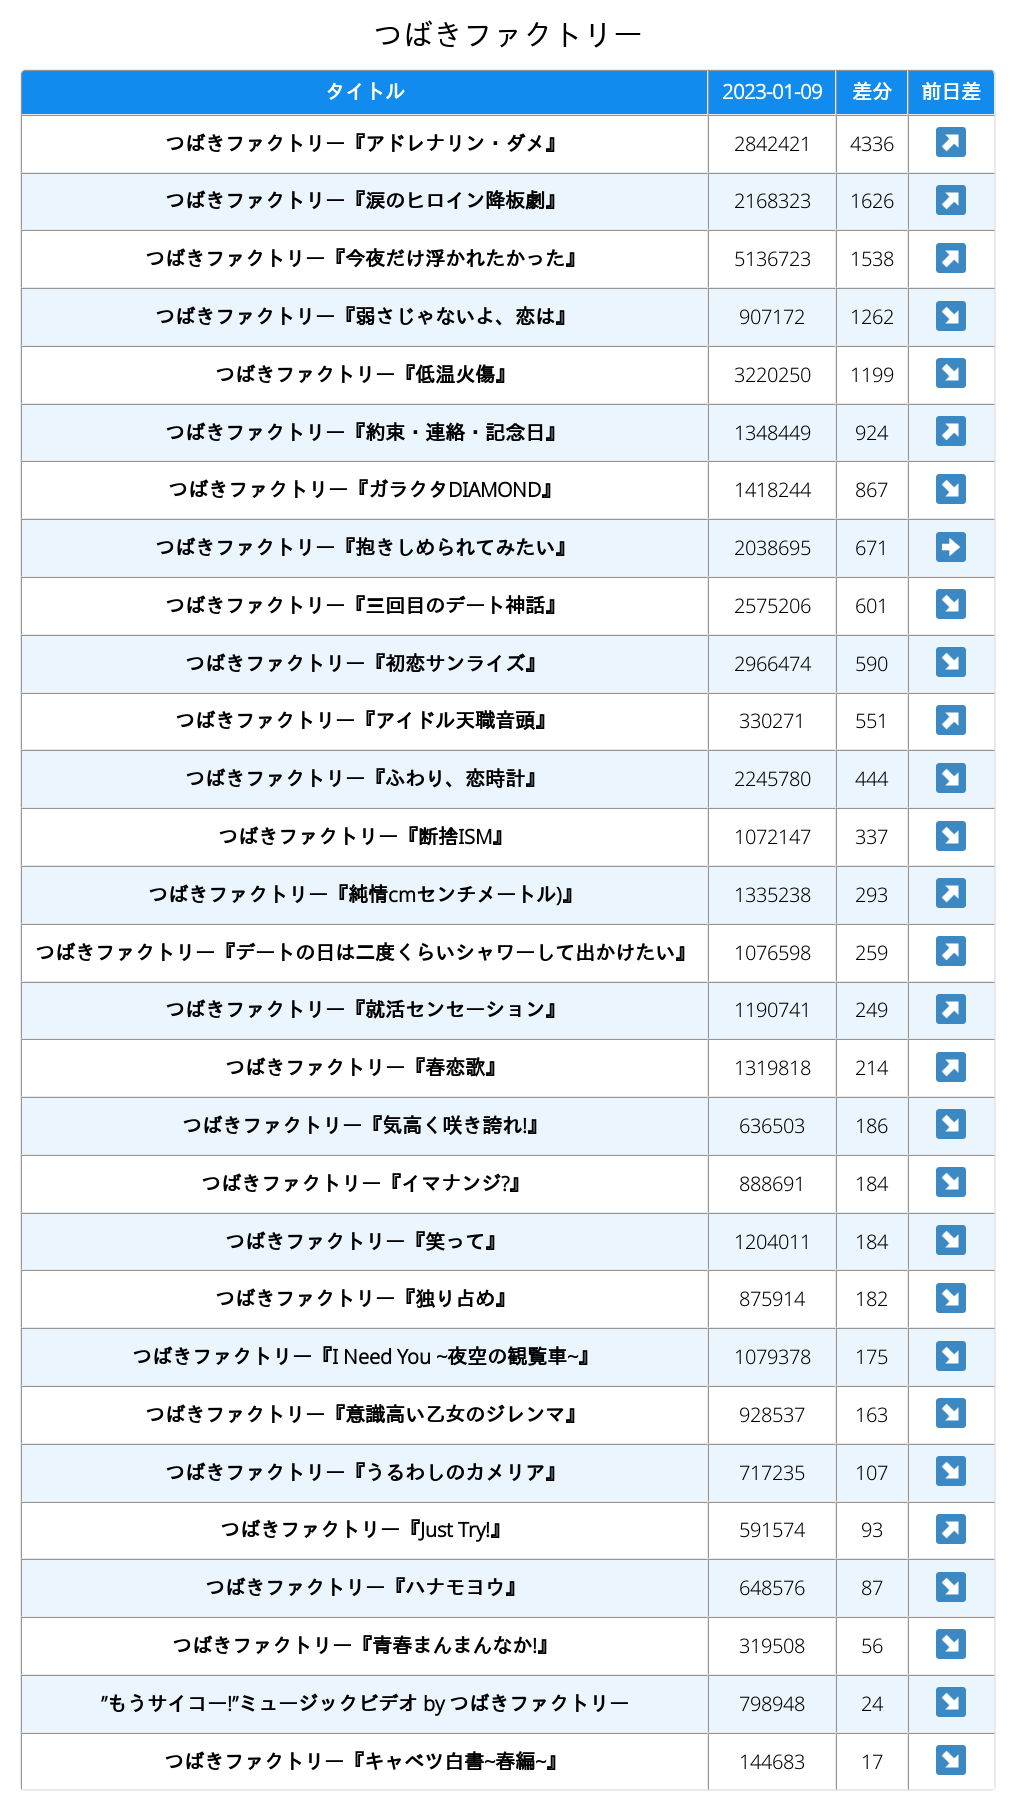 つばきファクトリー
タイトル 2023-01-09 差分 前日差
つばきファクトリー『アドレナリン・ダメ』 2842421 4336 ↗
つばきファクトリー『涙のヒロイン降板劇』 2168323 1626 ↗
つばきファクトリー『今夜だけ浮かれたかった』 5136723 1538 ↗
つばきファクトリー『弱さじゃないよ、恋は』 907172 1262 ↘
つばきファクトリー『低温火傷』 3220250 1199 ↘
つばきファクトリー『約束・連絡・記念日』 1348449 924 ↗
つばきファクトリー『ガラクタDIAMOND』 1418244 867 ↘
つばきファクトリー『抱きしめられてみたい』 2038695 671 →
つばきファクトリー『三回目のデート神話』 2575206 601 ↘
つばきファクトリー『初恋サンライズ』 2966474 590 ↘
つばきファクトリー『アイドル天職音頭』 330271 551 ↗
つばきファクトリー『ふわり、恋時計』 2245780 444 ↘
つばきファクトリー『断捨ISM』 1072147 337 ↘
つばきファクトリー『純情cmセンチメートル)』 1335238 293 ↗
つばきファクトリー『デートの日は二度くらいシャワーして出かけたい』 1076598 259 ↗
つばきファクトリー『就活センセーション』 1190741 249 ↗
つばきファクトリー『春恋歌』 1319818 214 ↗
つばきファクトリー『気高く咲き誇れ!』 636503 186 ↘
つばきファクトリー『イマナンジ?』 888691 184 ↘
つばきファクトリー『笑って』 1204011 184 ↘
つばきファクトリー『独り占め』 875914 182 ↘
つばきファクトリー『I Need You ~夜空の観覧車~』 1079378 175 ↘
つばきファクトリー『意識高い乙女のジレンマ』 928537 163 ↘
つばきファクトリー『うるわしのカメリア』 717235 107 ↘
つばきファクトリー『Just Try!』 591574 93 ↗
つばきファクトリー『ハナモヨウ』 648576 87 ↘
つばきファクトリー『青春まんまんなか!』 319508 56 ↘
”もうサイコー!”ミュージックビデオ by つばきファクトリー 798948 24 ↘
つばきファクトリー『キャベツ白書~春編~』 144683 17 ↘